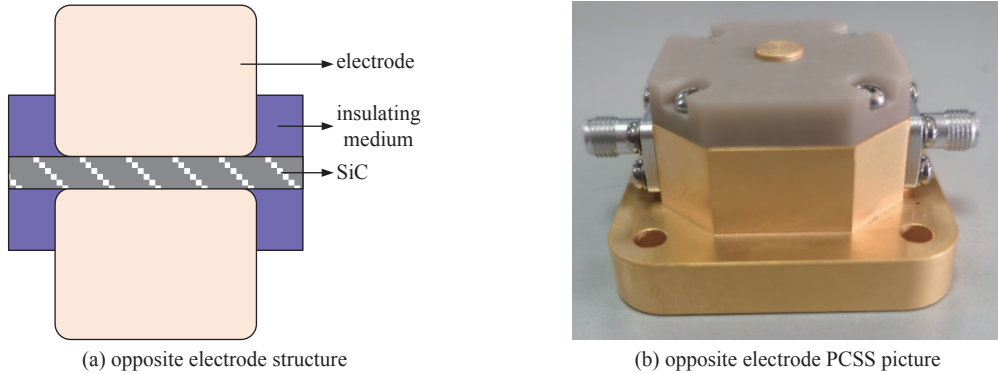 electrode
insulating
medium
SiC
(a) opposite electrode structure
(b) opposite electrode PCSS picture